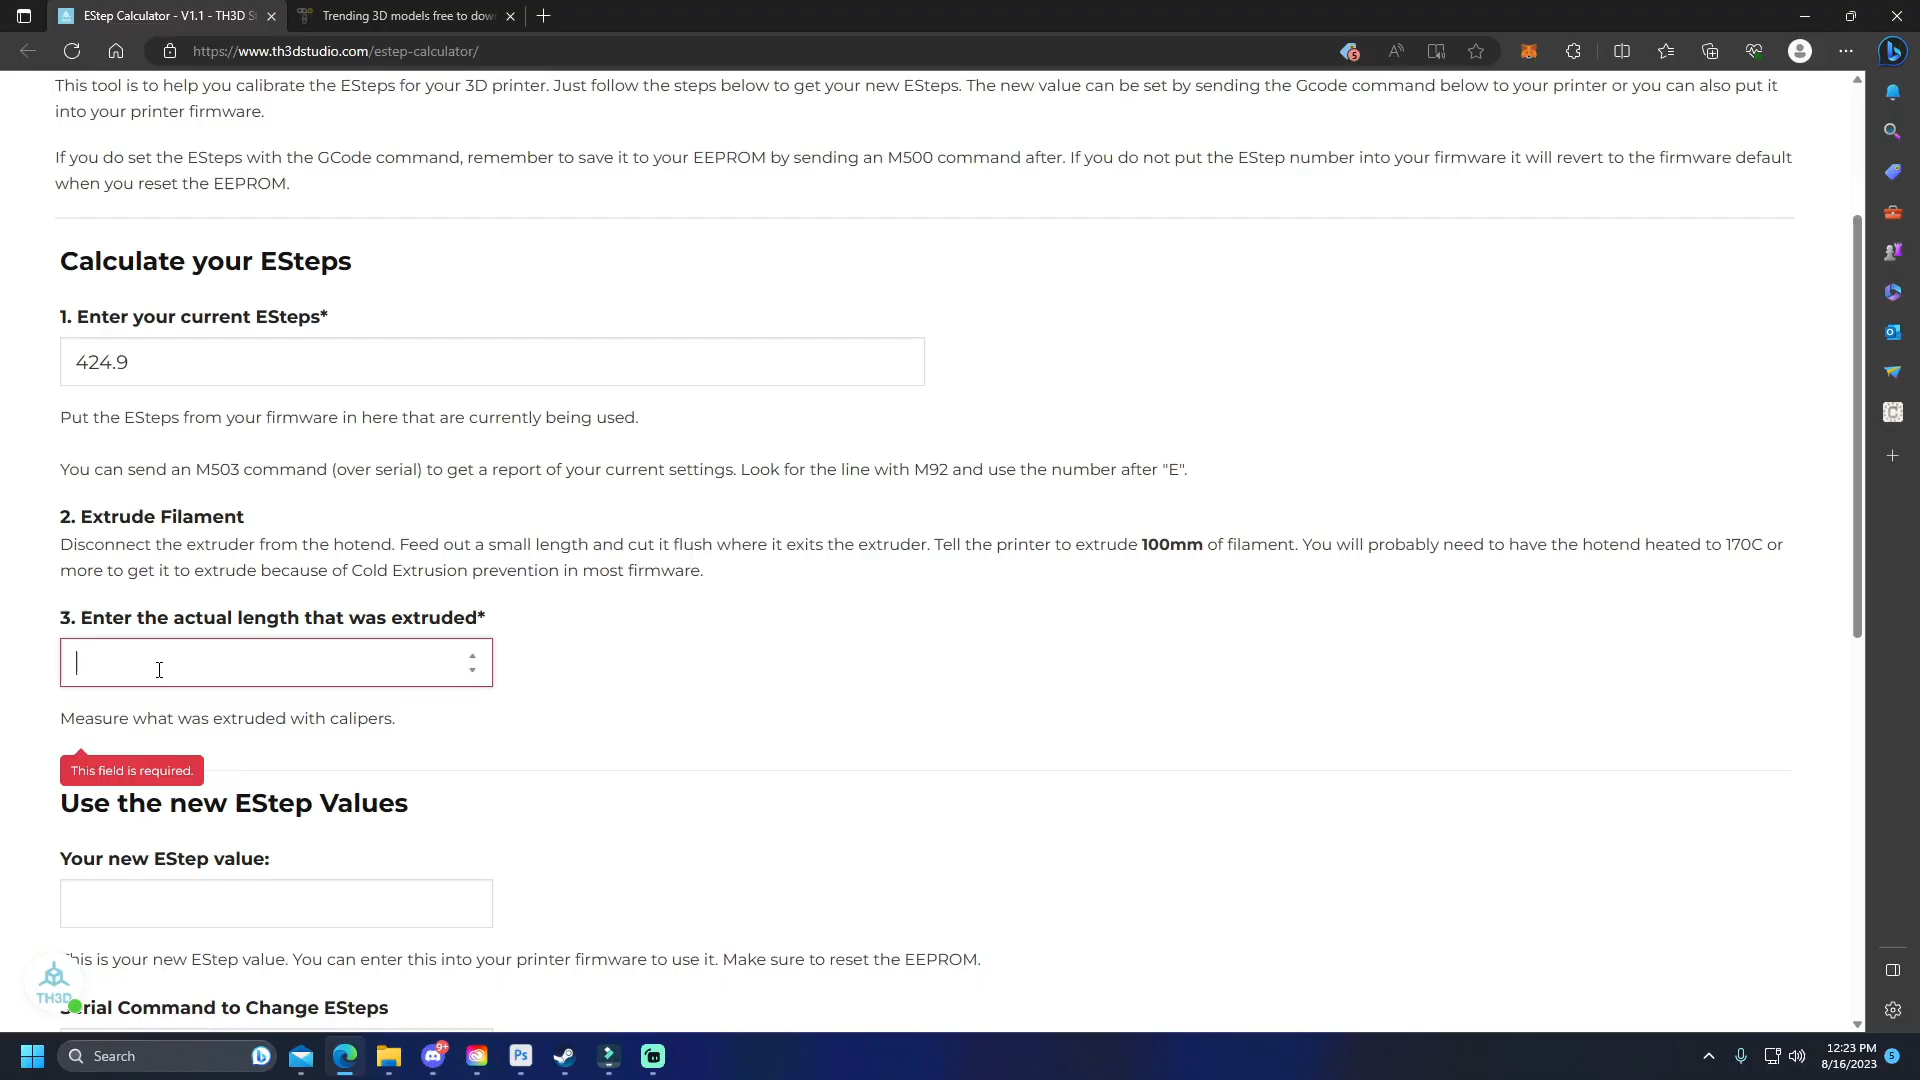 EStep Calculator - V1.1 - TH3D S
Trending 3D models free to dow
https://www.th3dstudio.com/estep-calculator/
5
This tool is to help you calibrate the ESteps for your 3D printer. Just follow the steps below to get your new ESteps. The new value can be set by sending the Gcode command below to your printer or you can also put it
into your printer firmware.
If you do set the ESteps with the GCode command, remember to save it to your EEPROM by sending an M500 command after. If you do not put the EStep number into your firmware it will revert to the firmware default
when you reset the EEPROM.
Calculate your ESteps
1. Enter your current ESteps*
424.9
Put the ESteps from your firmware in here that are currently being used.
You can send an M503 command (over serial) to get a report of your current settings. Look for the line with M92 and use the number after "E".
2. Extrude Filament
Disconnect the extruder from the hotend. Feed out a small length and cut it flush where it exits the extruder. Tell the printer to extrude 100mm of filament. You will probably need to have the hotend heated to 170C or
more to get it to extrude because of Cold Extrusion prevention in most firmware.
3. Enter the actual length that was extruded*
Measure what was extruded with calipers.
This field is required.
Use the new EStep Values
Your new EStep value:
This is your new EStep value. You can enter this into your printer firmware to use it. Make sure to reset the EEPROM.
TH3D
Serial Command to Change ESteps
Search
9+
Ps
12:23 PM
8/16/2023
5